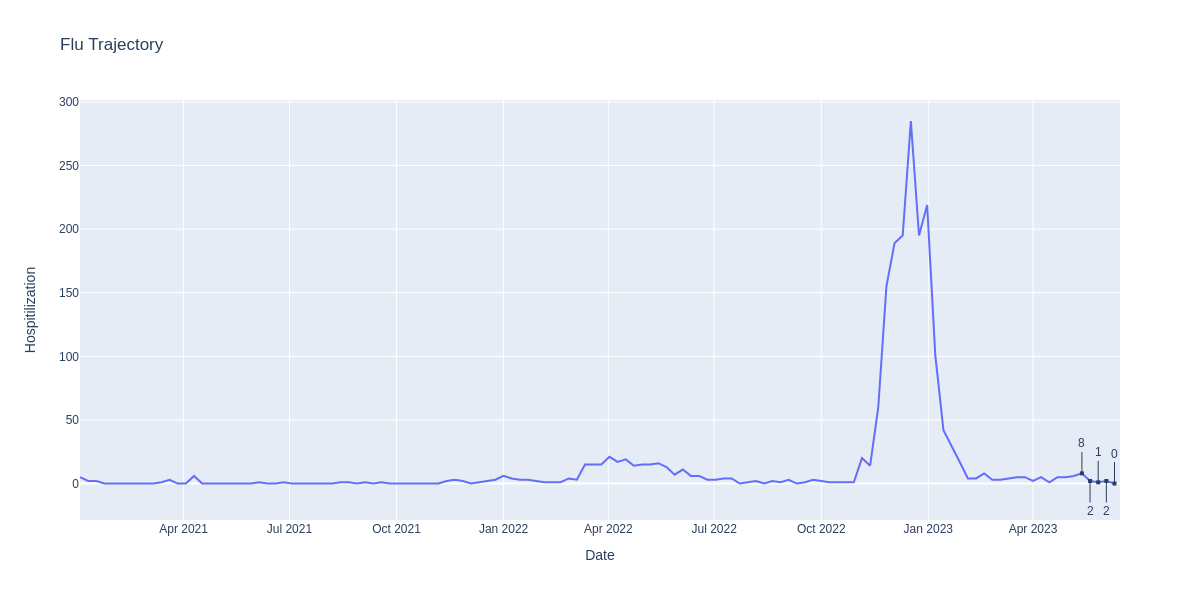 Flu Trajectory
300
250
200
150
100
50
0
Hospitilization
8
1
0
2
2
Apr 2021
Jul 2021
Oct 2021
Jan 2022
Apr 2022
Jul 2022
Oct 2022
Jan 2023
Apr 2023
Date